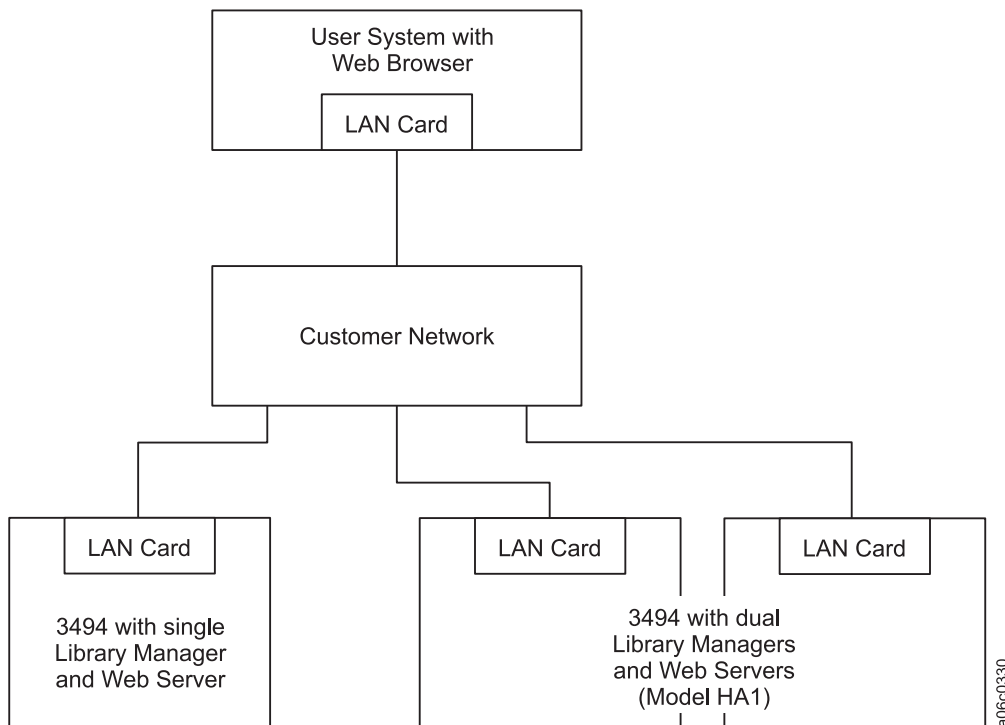 User System with
Web Browser
LAN Card
Customer Network
LAN Card
LAN Card
LAN Card
3494 with single
Library Manager
and Web Server
3494 with dual
Library Managers
and Web Servers
(Model HA1)
a06c0330